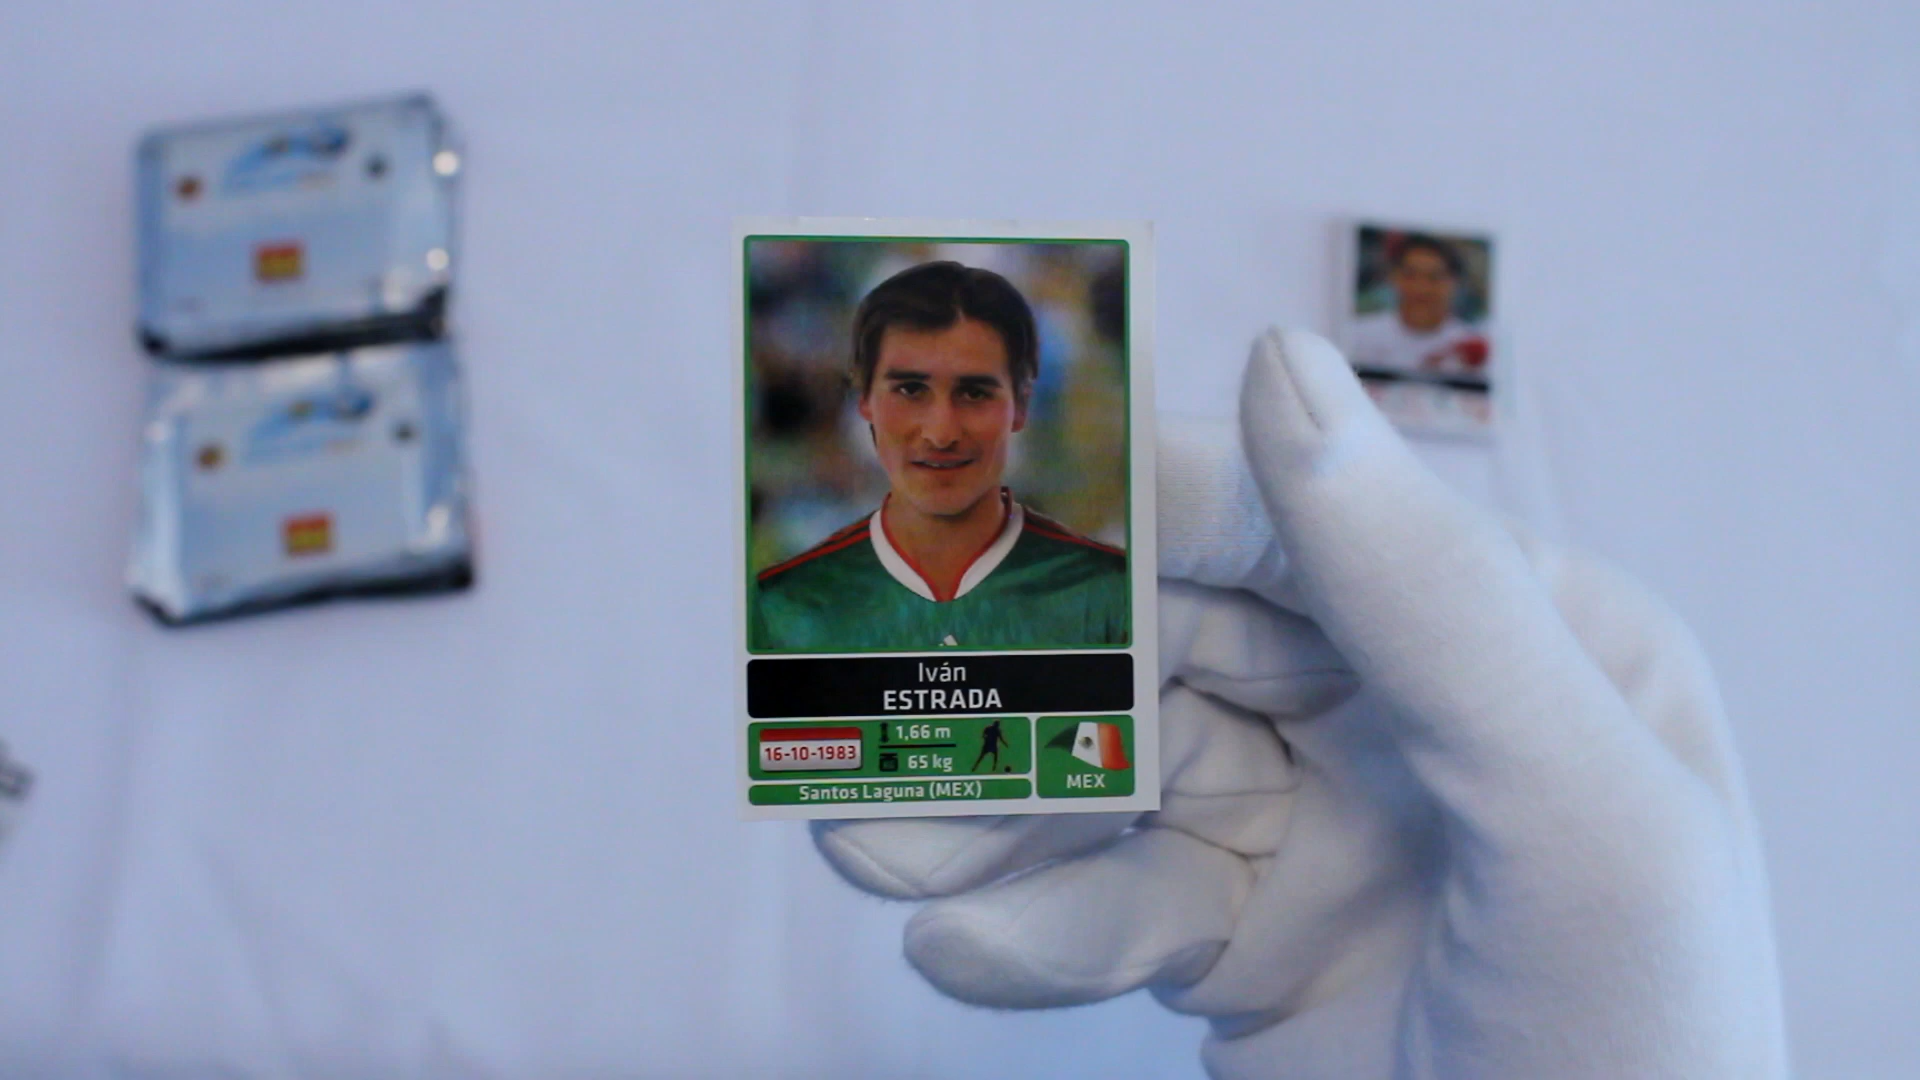 Iván
ESTRADA
16-10-1983
1,66 m
65 kg
Santos Laguna (MEX)
MEX